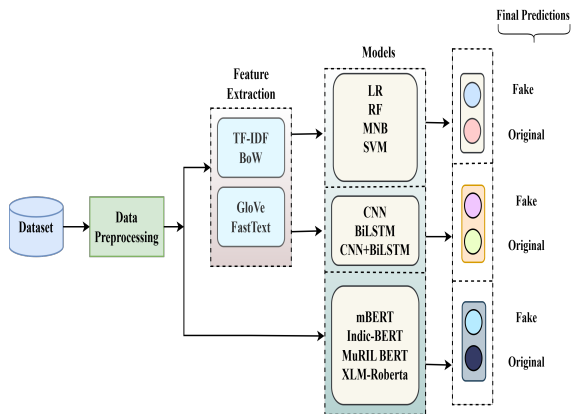 Final Predictions
Models
Feature
Extraction
LR
RF
MNB
SVM
TF-IDF
BoW
Fake
Original
Dataset
Data
Preprocessing
GloVe
FastText
CNN
BiLSTM
CNN+BiLSTM
Fake
Original
mBERT
Indic-BERT
MuRIL BERT
XLM-Roberta
Fake
Original